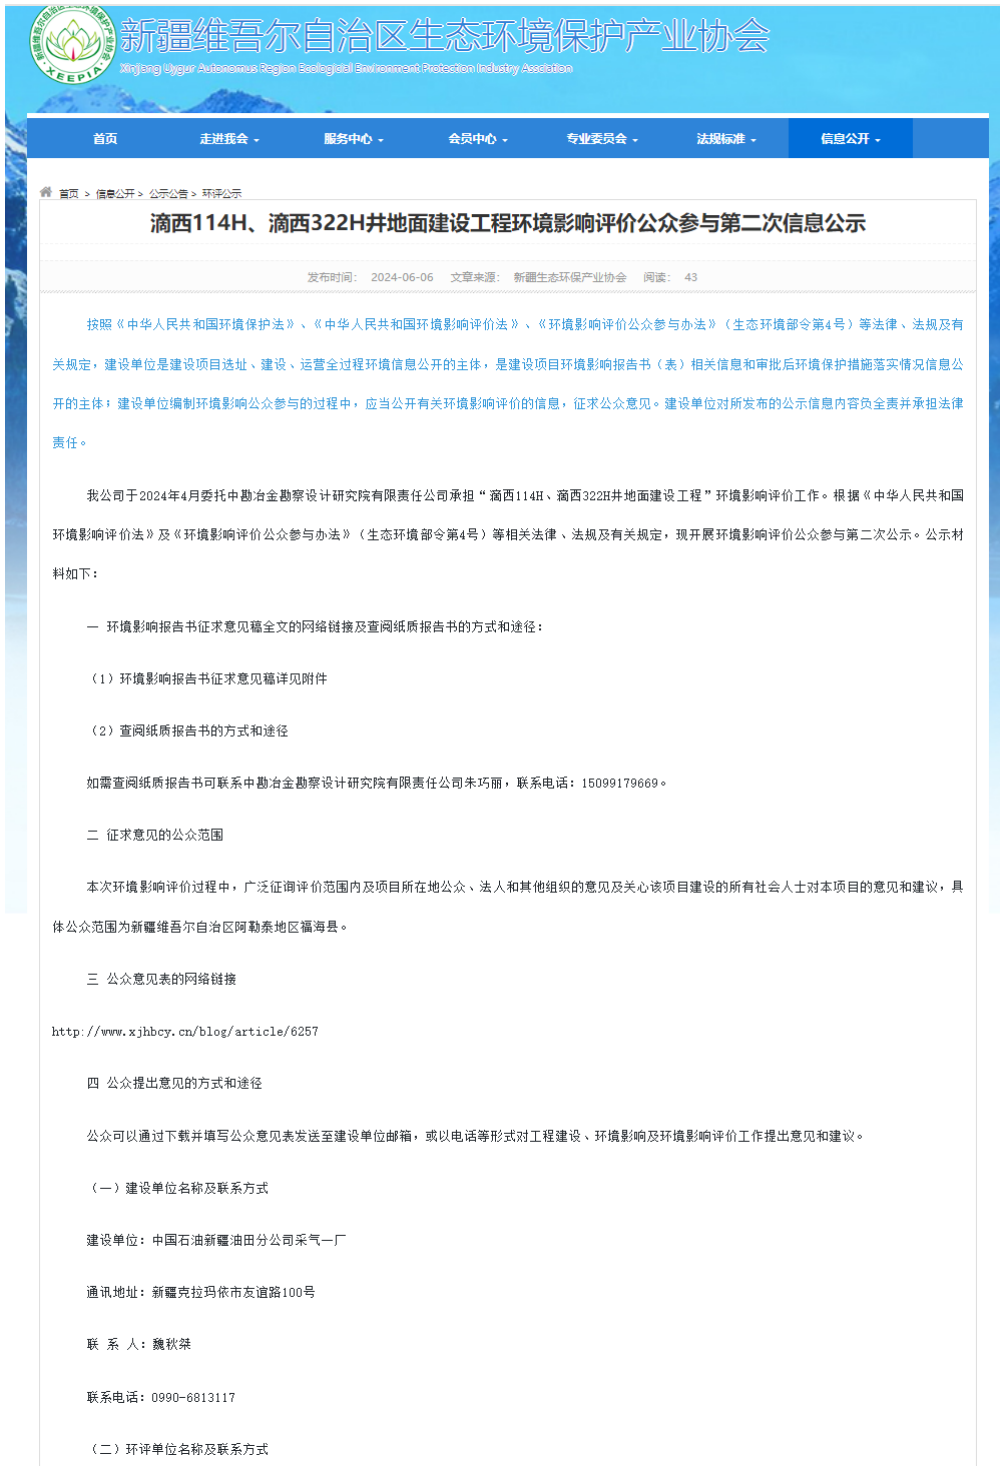 新疆维吾尔自治区生态环境保护产业协会
Xinjiang Uygur Autonomus Region Ecologicial Environment Protection Industry Assciation
XEEPIA
首页 走进我会 服务中心 会员中心 专业委员会 法规标准 信息公开
首页 > 信息公开 > 公示公告 > 环评公示
滴西114H、滴西322H井地面建设工程环境影响评价公众参与第二次信息公示
发布时间: 2024-06-06 文章来源: 新疆生态环保产业协会 阅读: 43
按照《中华人民共和国环境保护法》、《中华人民共和国环境影响评价法》、《环境影响评价公众参与办法》（生态环境部令第4号）等法律、法规及有
关规定，建设单位是建设项目选址、建设、运营全过程环境信息公开的主体，是建设项目环境影响报告书（表）相关信息和审批后环境保护措施落实情况信息公
开的主体；建设单位编制环境影响公众参与的过程中，应当公开有关环境影响评价的信息，征求公众意见。建设单位对所发布的公示信息内容负全责并承担法律
责任。
我公司于2024年4月委托中勘冶金勘察设计研究院有限责任公司承担“滴西114H、滴西322H井地面建设工程”环境影响评价工作。根据《中华人民共和国
环境影响评价法》及《环境影响评价公众参与办法》（生态环境部令第4号）等相关法律、法规及有关规定，现开展环境影响评价公众参与第二次公示。公示材
料如下：
一 环境影响报告书征求意见稿全文的网络链接及查阅纸质报告书的方式和途径：
（1）环境影响报告书征求意见稿详见附件
（2）查阅纸质报告书的方式和途径
如需查阅纸质报告书可联系中勘冶金勘察设计研究院有限责任公司朱巧丽，联系电话：15099179669。
二 征求意见的公众范围
本次环境影响评价过程中，广泛征询评价范围内及项目所在地公众、法人和其他组织的意见及关心该项目建设的所有社会人士对本项目的意见和建议，具
体公众范围为新疆维吾尔自治区阿勒泰地区福海县。
三 公众意见表的网络链接
http://www.xjhbcy.cn/blog/article/6257
四 公众提出意见的方式和途径
公众可以通过下载并填写公众意见表发送至建设单位邮箱，或以电话等形式对工程建设、环境影响及环境影响评价工作提出意见和建议。
（一）建设单位名称及联系方式
建设单位：中国石油新疆油田分公司采气一厂
通讯地址：新疆克拉玛依市友谊路100号
联 系 人：魏秋桀
联系电话：0990-6813117
（二）环评单位名称及联系方式